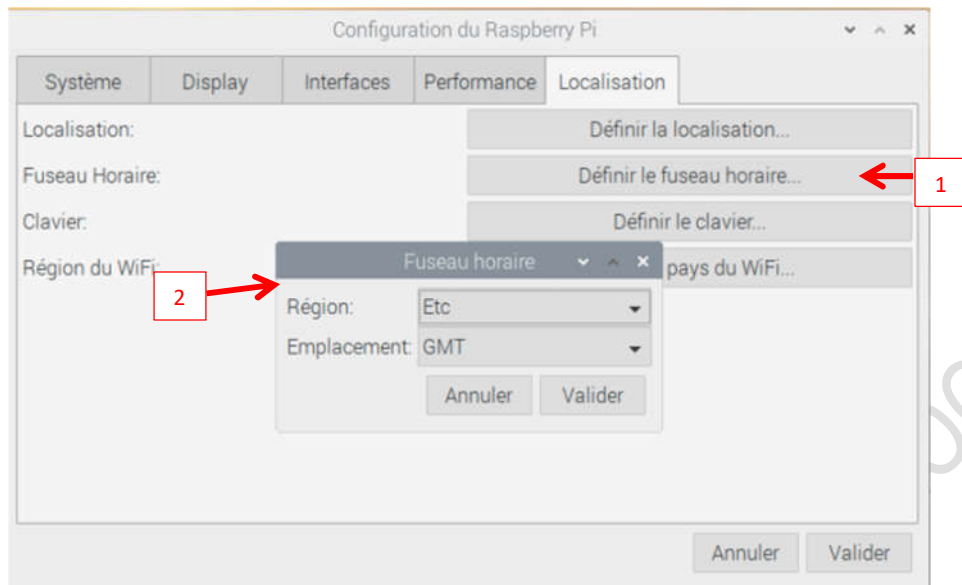 Configuration du Raspberry Pi
Système Display Interfaces Performance Localisation
Localisation: Définir la localisation...
Fuseau Horaire: Définir le fuseau horaire...
1
Clavier: Définir le clavier...
Région du WiFi: pays du WiFi...
Fuseau horaire
2
Région: Etc
Emplacement: GMT
Annuler Valider
Annuler Valider